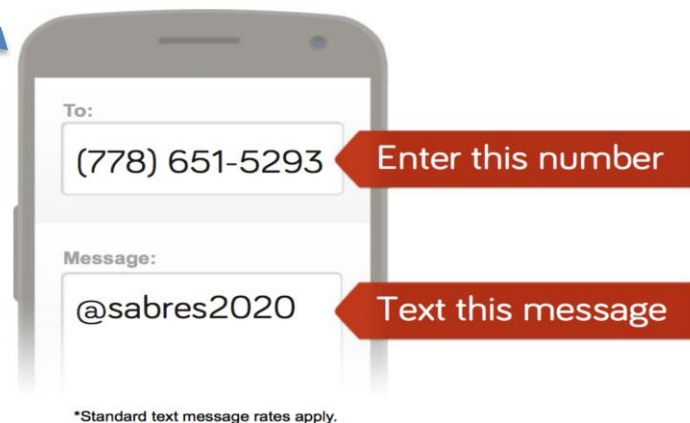 To:
(778) 651-5293
Enter this number
Message:
@sabres2020
Text this message
*Standard text message rates apply.